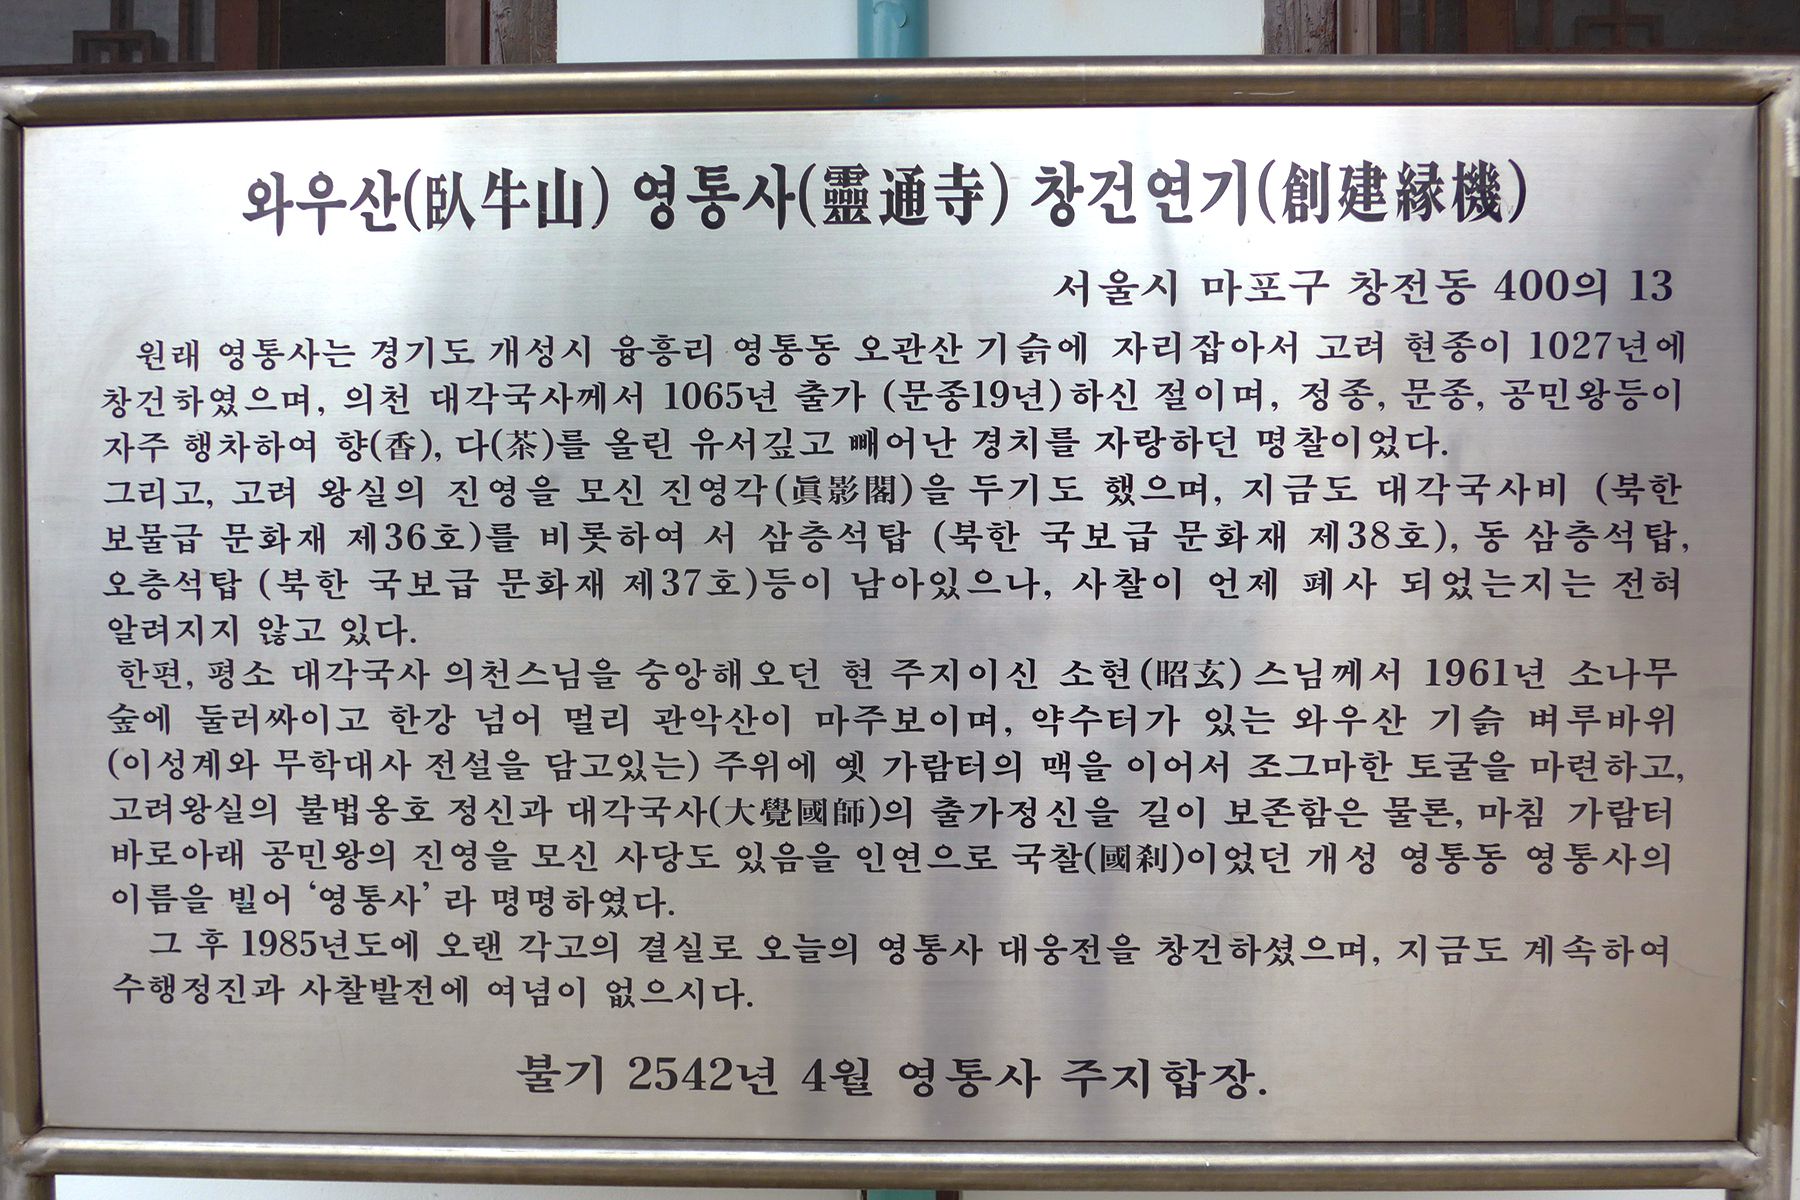 와우산(臥牛山) 영통사(靈通寺) 창건연기(創建緣機)
서울시 마포구 창전동 400의 13
원래 영통사는 경기도 개성시 융흥리 영통동 오관산 기슭에 자리잡아서 고려 현종이 1027년에
창건하였으며, 의천 대각국사께서 1065년 출가 (문종19년)하신 절이며, 정종, 문종, 공민왕등이
자주 행차하여 향(香), 다(茶)를 올린 유서깊고 빼어난 경치를 자랑하던 명찰이었다.
그리고, 고려 왕실의 진영을 모신 진영각(眞影閣)을 두기도 했으며, 지금도 대각국사비 (북한
보물급 문화재 제36호)를 비롯하여 서 삼층석탑 (북한 국보급 문화재 제38호), 동 삼층석탑,
오층석탑 (북한 국보급 문화재 제37호)등이 남아있으나, 사찰이 언제 폐사 되었는지는 전혀
알려지지 않고 있다.
한편, 평소 대각국사 의천스님을 숭앙해오던 현 주지이신 소현(昭玄)스님께서 1961년 소나무
숲에 둘러싸이고 한강 넘어 멀리 관악산이 마주보이며, 약수터가 있는 와우산 기슭 벼루바위
(이성계와 무학대사 전설을 담고있는) 주위에 옛 가람터의 맥을 이어서 조그마한 토굴을 마련하고,
고려왕실의 불법옹호 정신과 대각국사(大覺國師)의 출가정신을 길이 보존함은 물론, 마침 가람터
바로아래 공민왕의 진영을 모신 사당도 있음을 인연으로 국찰(國刹)이었던 개성 영통동 영통사의
이름을 빌어 ‘영통사’라 명명하였다.
그 후 1985년도에 오랜 각고의 결실로 오늘의 영통사 대웅전을 창건하셨으며, 지금도 계속하여
수행정진과 사찰발전에 여념이 없으시다.
불기 2542년 4월 영통사 주지합장.